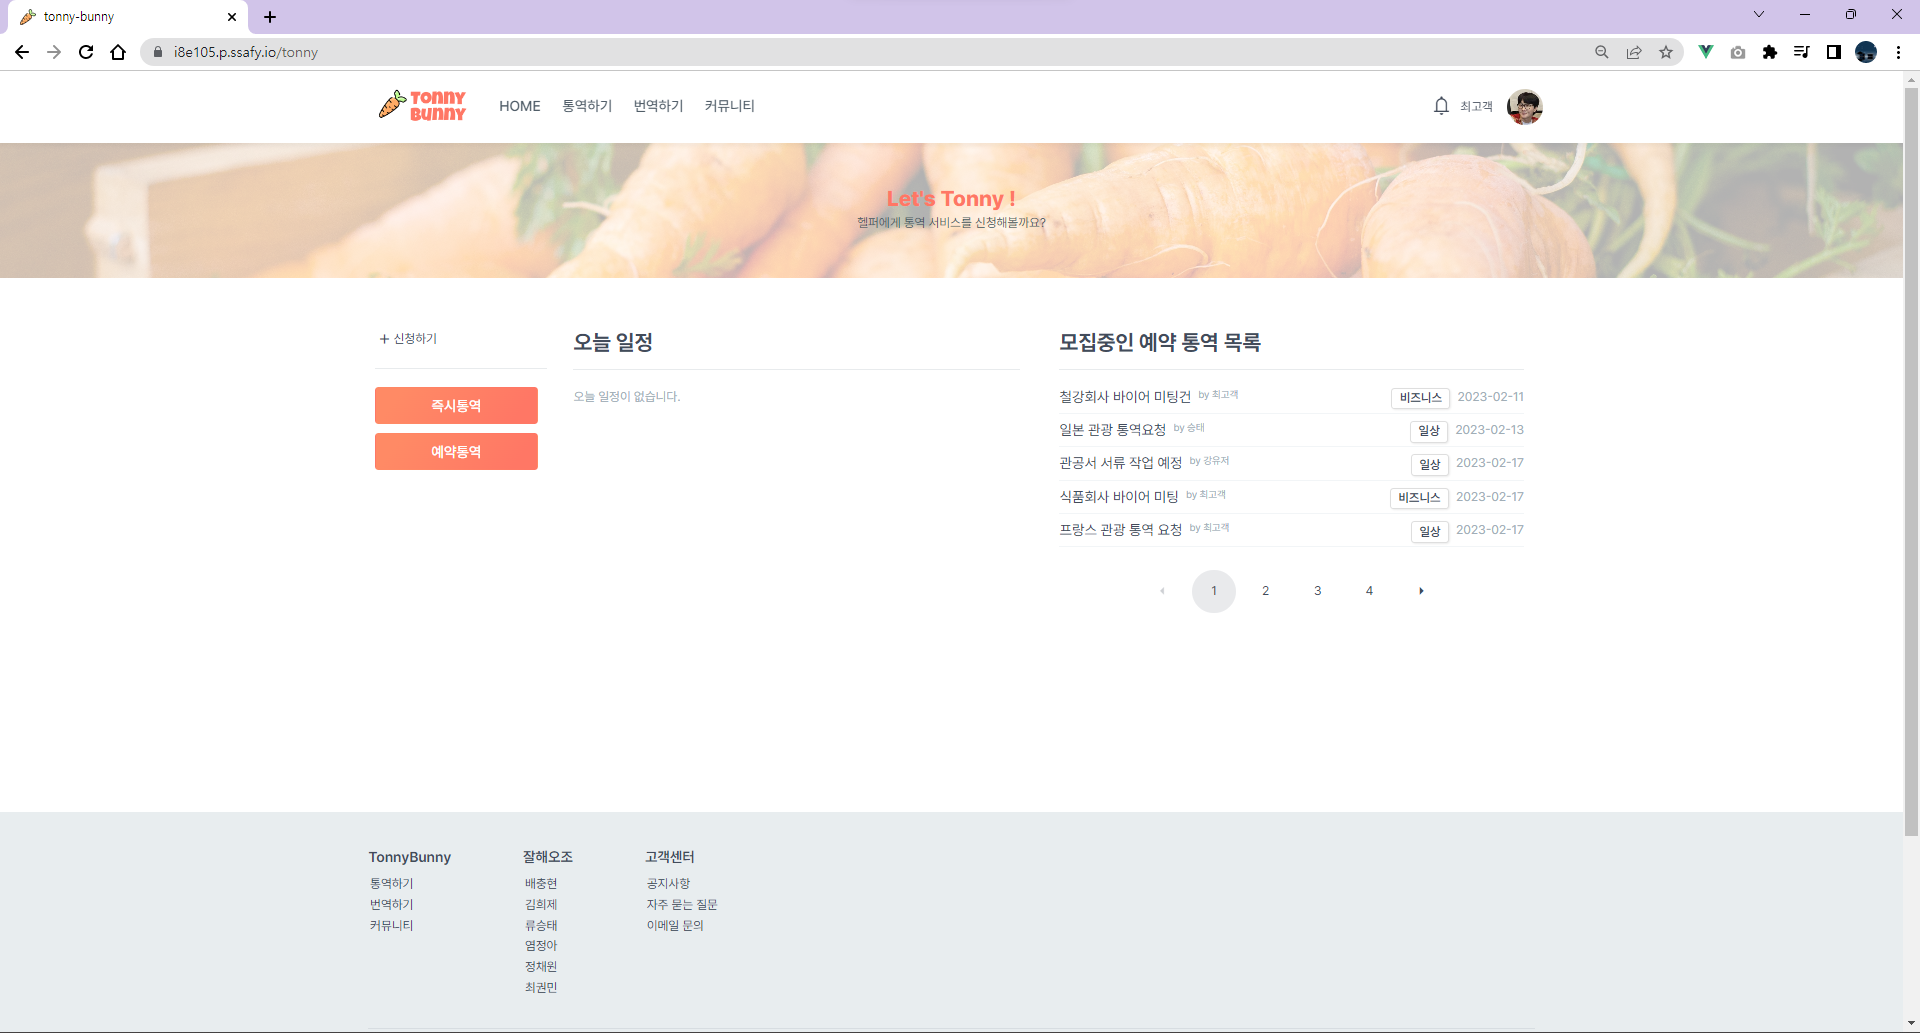 tonny-bunny
i8e105.p.ssafy.io/tonny
TONNY BUNNY
HOME 통역하기 번역하기 커뮤니티
최고객
Let's Tonny !
헬퍼에게 통역 서비스를 신청해볼까요?
+ 신청하기
즉시통역
예약통역
오늘 일정
오늘 일정이 없습니다.
모집중인 예약 통역 목록
철강회사 바이어 미팅건 by 최고객 비즈니스 2023-02-11
일본 관광 통역요청 by 승태 일상 2023-02-13
관공서 서류 작업 예정 by 강유저 일상 2023-02-17
식품회사 바이어 미팅 by 최고객 비즈니스 2023-02-17
프랑스 관광 통역 요청 by 최고객 일상 2023-02-17
1 2 3 4
TonnyBunny
통역하기
번역하기
커뮤니티
잘해오조
배충현
김희제
류승태
염정아
정채원
최권민
고객센터
공지사항
자주 묻는 질문
이메일 문의